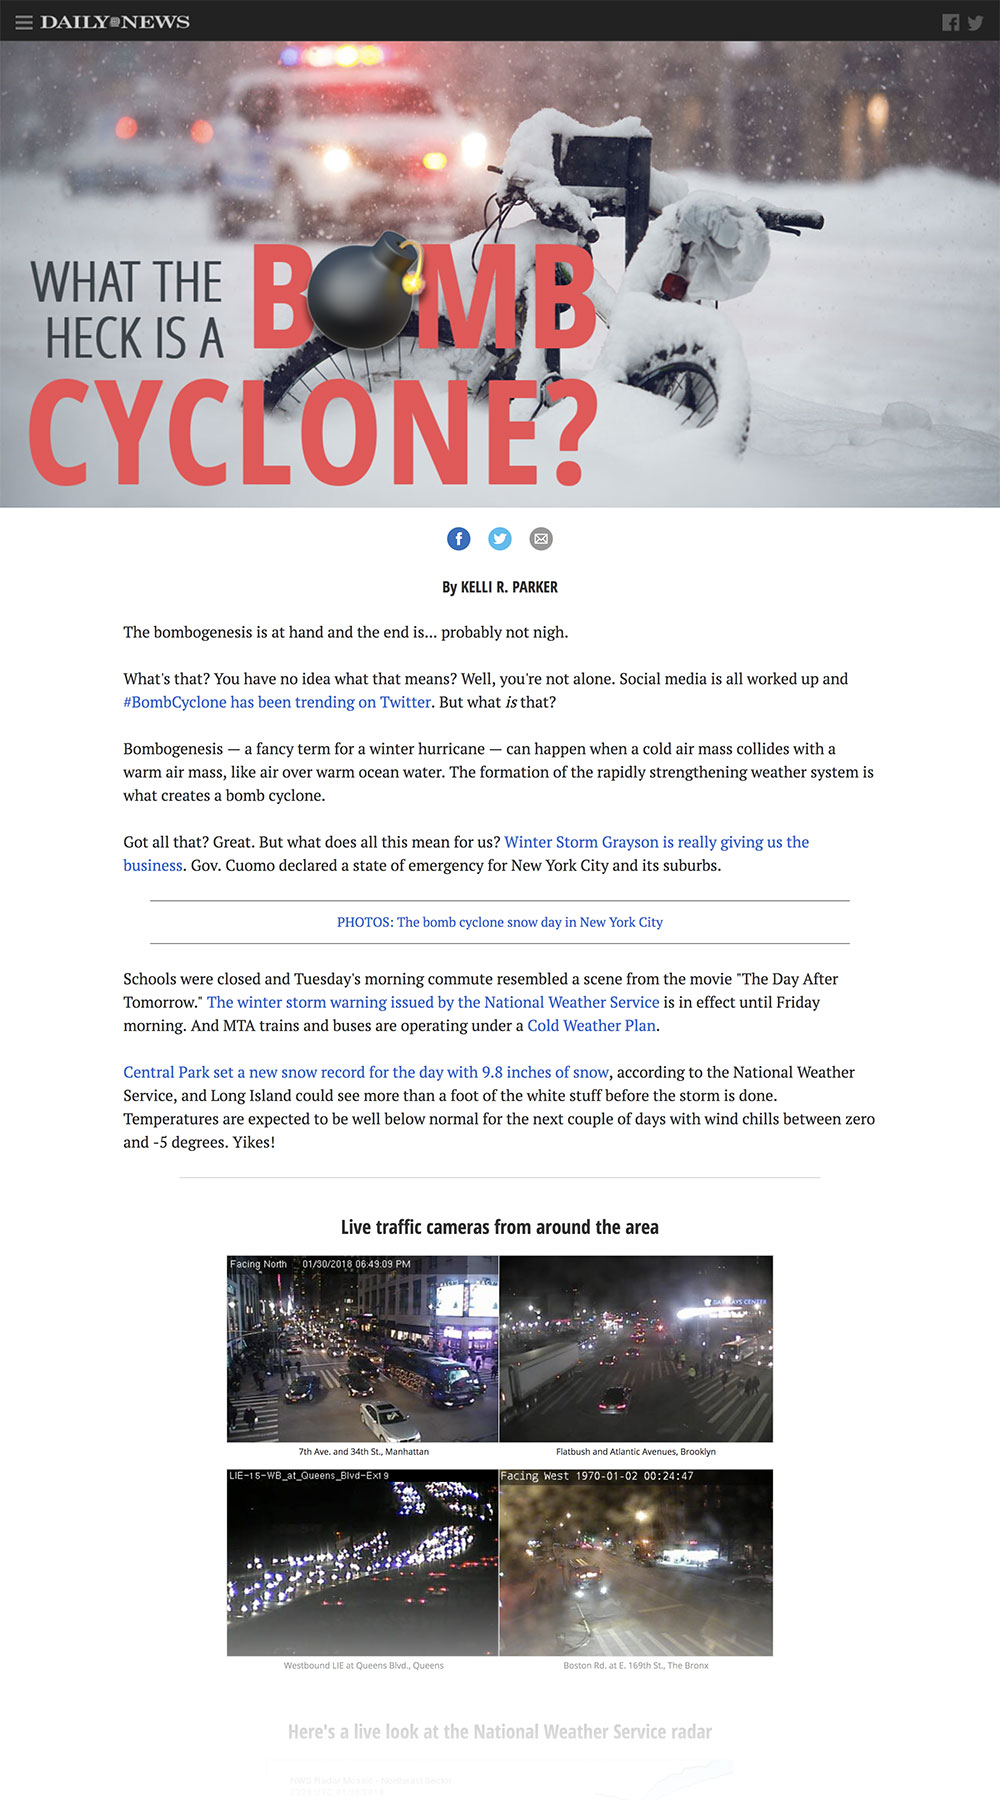 DAILY NEWS
WHAT THE
HECK IS A
BOMB
CYCLONE?
By KELLI R. PARKER
The bombogenesis is at hand and the end is... probably not nigh.
What's that? You have no idea what that means? Well, you're not alone. Social media is all worked up and
#BombCyclone has been trending on Twitter. But what is that?
Bombogenesis — a fancy term for a winter hurricane — can happen when a cold air mass collides with a
warm air mass, like air over warm ocean water. The formation of the rapidly strengthening weather system is
what creates a bomb cyclone.
Got all that? Great. But what does all this mean for us? Winter Storm Grayson is really giving us the
business. Gov. Cuomo declared a state of emergency for New York City and its suburbs.
PHOTOS: The bomb cyclone snow day in New York City
Schools were closed and Tuesday's morning commute resembled a scene from the movie "The Day After
Tomorrow." The winter storm warning issued by the National Weather Service is in effect until Friday
morning. And MTA trains and buses are operating under a Cold Weather Plan.
Central Park set a new snow record for the day with 9.8 inches of snow, according to the National Weather
Service, and Long Island could see more than a foot of the white stuff before the storm is done.
Temperatures are expected to be well below normal for the next couple of days with wind chills between zero
and -5 degrees. Yikes!
Live traffic cameras from around the area
Facing North 01/30/2018 06:49:09 PM
BARCLAYS CENTER
7th Ave. and 34th St., Manhattan
Flatbush and Atlantic Avenues, Brooklyn
LIE-15-WB_at_Queens_Blvd-Ex19
Facing West 1970-01-02 00:24:47
Westbound LIE at Queens Blvd., Queens
Boston Rd. at E. 169th St., The Bronx
Here's a live look at the National Weather Service radar
NWS Radar Mosaic - Northeast Sector